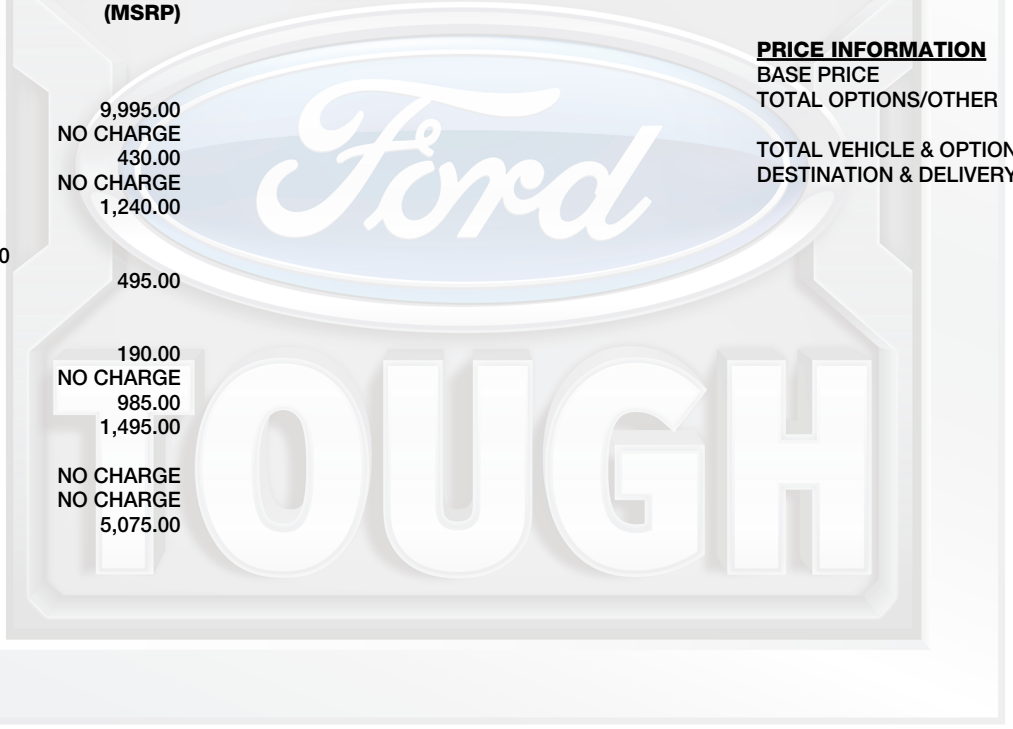 (MSRP)
9,995.00
NO CHARGE
430.00
NO CHARGE
1,240.00
0
495.00
190.00
NO CHARGE
985.00
1,495.00
NO CHARGE
NO CHARGE
5,075.00
PRICE INFORMATION
BASE PRICE
TOTAL OPTIONS/OTHER
TOTAL VEHICLE & OPTION
DESTINATION & DELIVERY
Ford
TOUGH